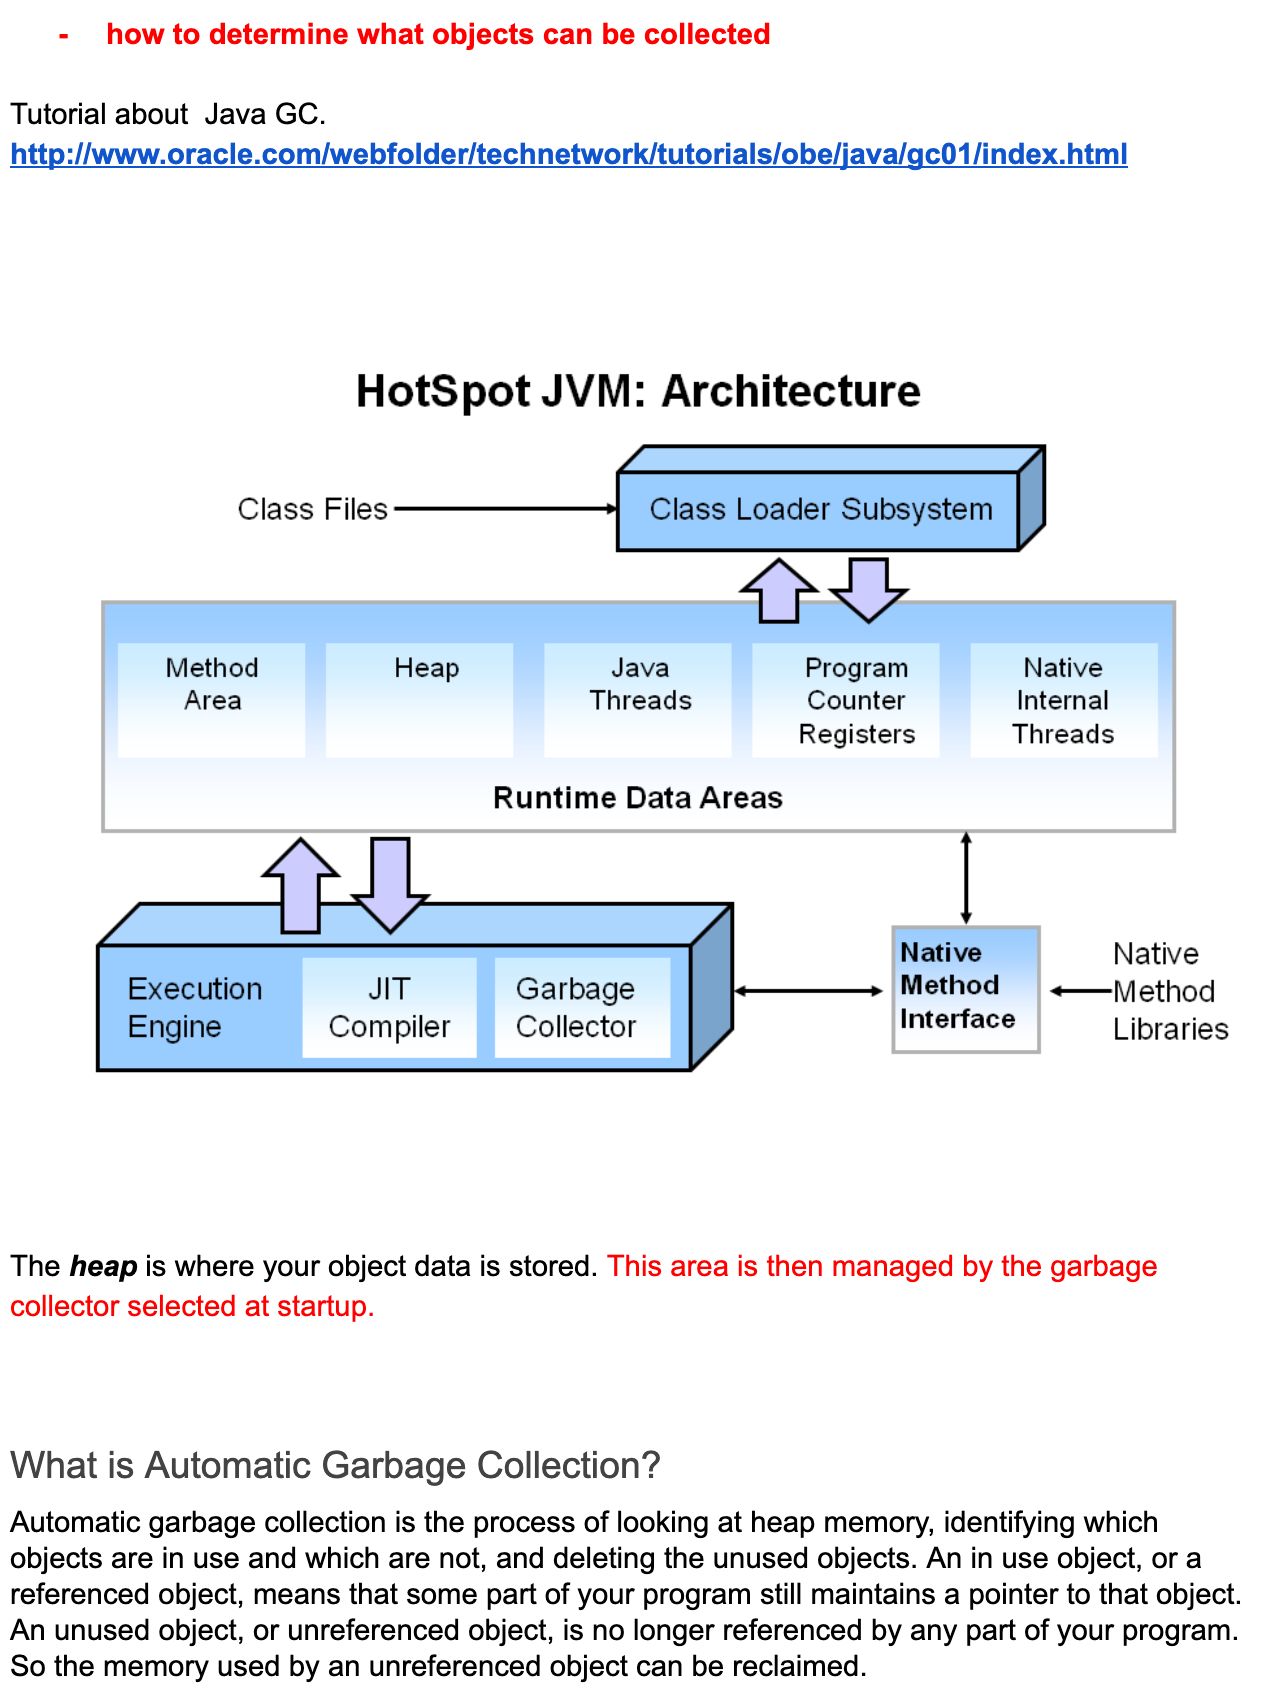 - how to determine what objects can be collected
Tutorial about  Java GC.
http://www.oracle.com/webfolder/technetwork/tutorials/obe/java/gc01/index.html
HotSpot JVM: Architecture
Class Files
Class Loader Subsystem
Method
Area
Heap
Java
Threads
Program
Counter
Registers
Native
Internal
Threads
Runtime Data Areas
Execution
Engine
JIT
Compiler
Garbage
Collector
Native
Method
Interface
Native
Method
Libraries
The heap is where your object data is stored. This area is then managed by the garbage
collector selected at startup.
What is Automatic Garbage Collection?
Automatic garbage collection is the process of looking at heap memory, identifying which
objects are in use and which are not, and deleting the unused objects. An in use object, or a
referenced object, means that some part of your program still maintains a pointer to that object.
An unused object, or unreferenced object, is no longer referenced by any part of your program.
So the memory used by an unreferenced object can be reclaimed.